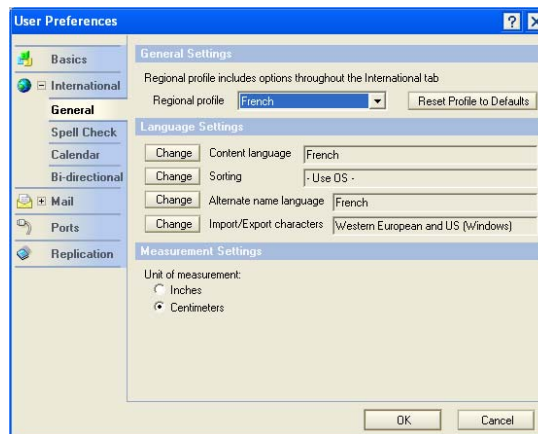 User Preferences
Basics
International
General
Spell Check
Calendar
Bi-directional
Mail
Ports
Replication
General Settings
Regional profile includes options throughout the International tab
Regional profile French Reset Profile to Defaults
Language Settings
Change Content language French
Change Sorting - Use OS -
Change Alternate name language French
Change Import/Export characters Western European and US (Windows)
Measurement Settings
Unit of measurement:
Inches
Centimeters
OK Cancel